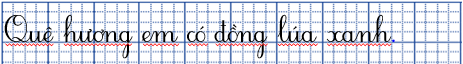 Quê hương em có đồng lúa xanh.